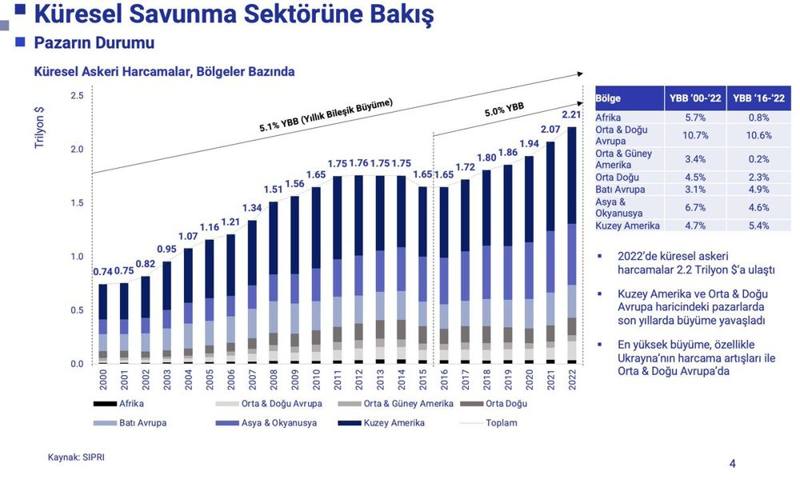 Küresel Savunma Sektörüne Bakış
Pazarın Durumu
Küresel Askeri Harcamalar, Bölgeler Bazında
Trilyon $
2.5
2.0
1.5
1.0
0.5
0.0
5.1% YBB (Yıllık Bileşik Büyüme)
5.0% YBB
0.74 0.75 0.82 0.95 1.07 1.16 1.21 1.34 1.51 1.56 1.65 1.75 1.76 1.75 1.75 1.65 1.65 1.72 1.80 1.86 1.94 2.07 2.21
2000 2001 2002 2003 2004 2005 2006 2007 2008 2009 2010 2011 2012 2013 2014 2015 2016 2017 2018 2019 2020 2021 2022
Afrika Orta & Doğu Avrupa Orta & Güney Amerika Orta Doğu
Batı Avrupa Asya & Okyanusya Kuzey Amerika Toplam
Bölge YBB '00-'22 YBB '16-'22
Afrika 5.7% 0.8%
Orta & Doğu
Avrupa 10.7% 10.6%
Orta & Güney
Amerika 3.4% 0.2%
Orta Doğu 4.5% 2.3%
Batı Avrupa 3.1% 4.9%
Asya &
Okyanusya 6.7% 4.6%
Kuzey Amerika 4.7% 5.4%
2022'de küresel askeri
harcamalar 2.2 Trilyon $'a ulaştı
Kuzey Amerika ve Orta & Doğu
Avrupa haricindeki pazarlarda
son yıllarda büyüme yavaşladı
En yüksek büyüme, özellikle
Ukrayna'nın harcama artışları ile
Orta & Doğu Avrupa'da
Kaynak: SIPRI
4